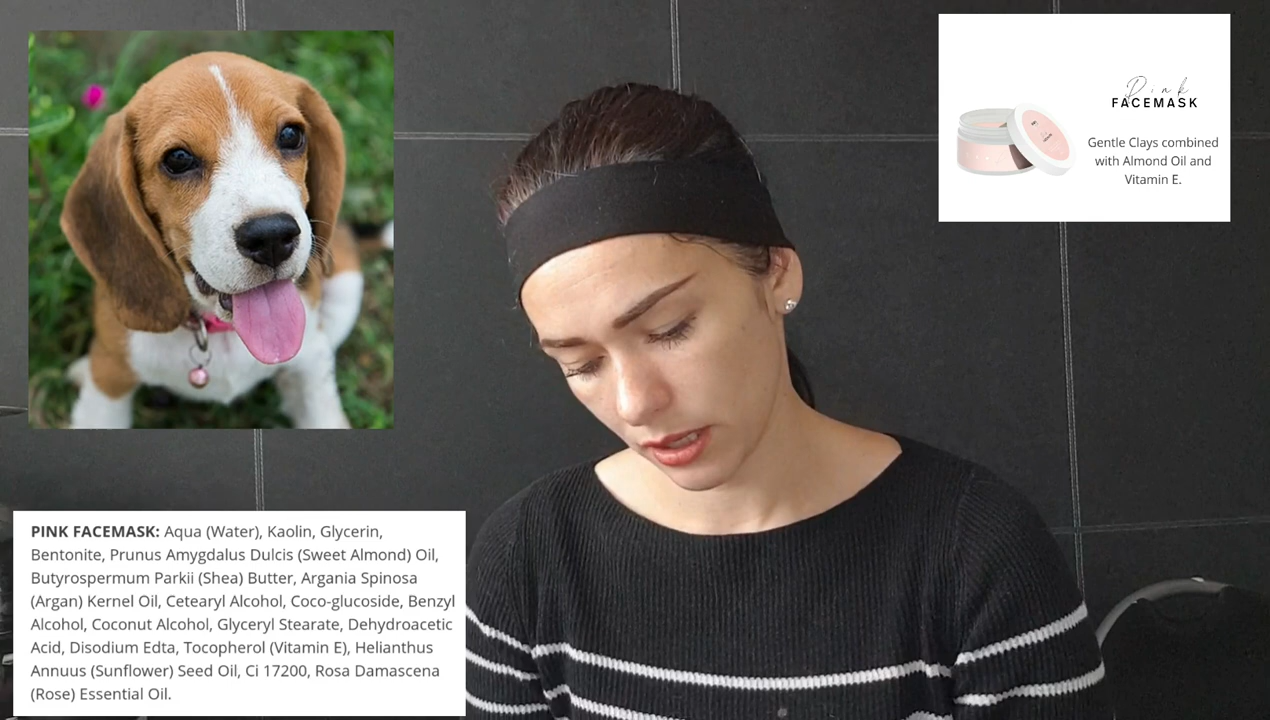 Pink
FACEMASK
Gentle Clays combined
with Almond Oil and
Vitamin E.
PINK FACEMASK: Aqua (Water), Kaolin, Glycerin,
Bentonite, Prunus Amygdalus Dulcis (Sweet Almond) Oil,
Butyrospermum Parkii (Shea) Butter, Argania Spinosa
(Argan) Kernel Oil, Cetearyl Alcohol, Coco-glucoside, Benzyl
Alcohol, Coconut Alcohol, Glyceryl Stearate, Dehydroacetic
Acid, Disodium Edta, Tocopherol (Vitamin E), Helianthus
Annuus (Sunflower) Seed Oil, Ci 17200, Rosa Damascena
(Rose) Essential Oil.